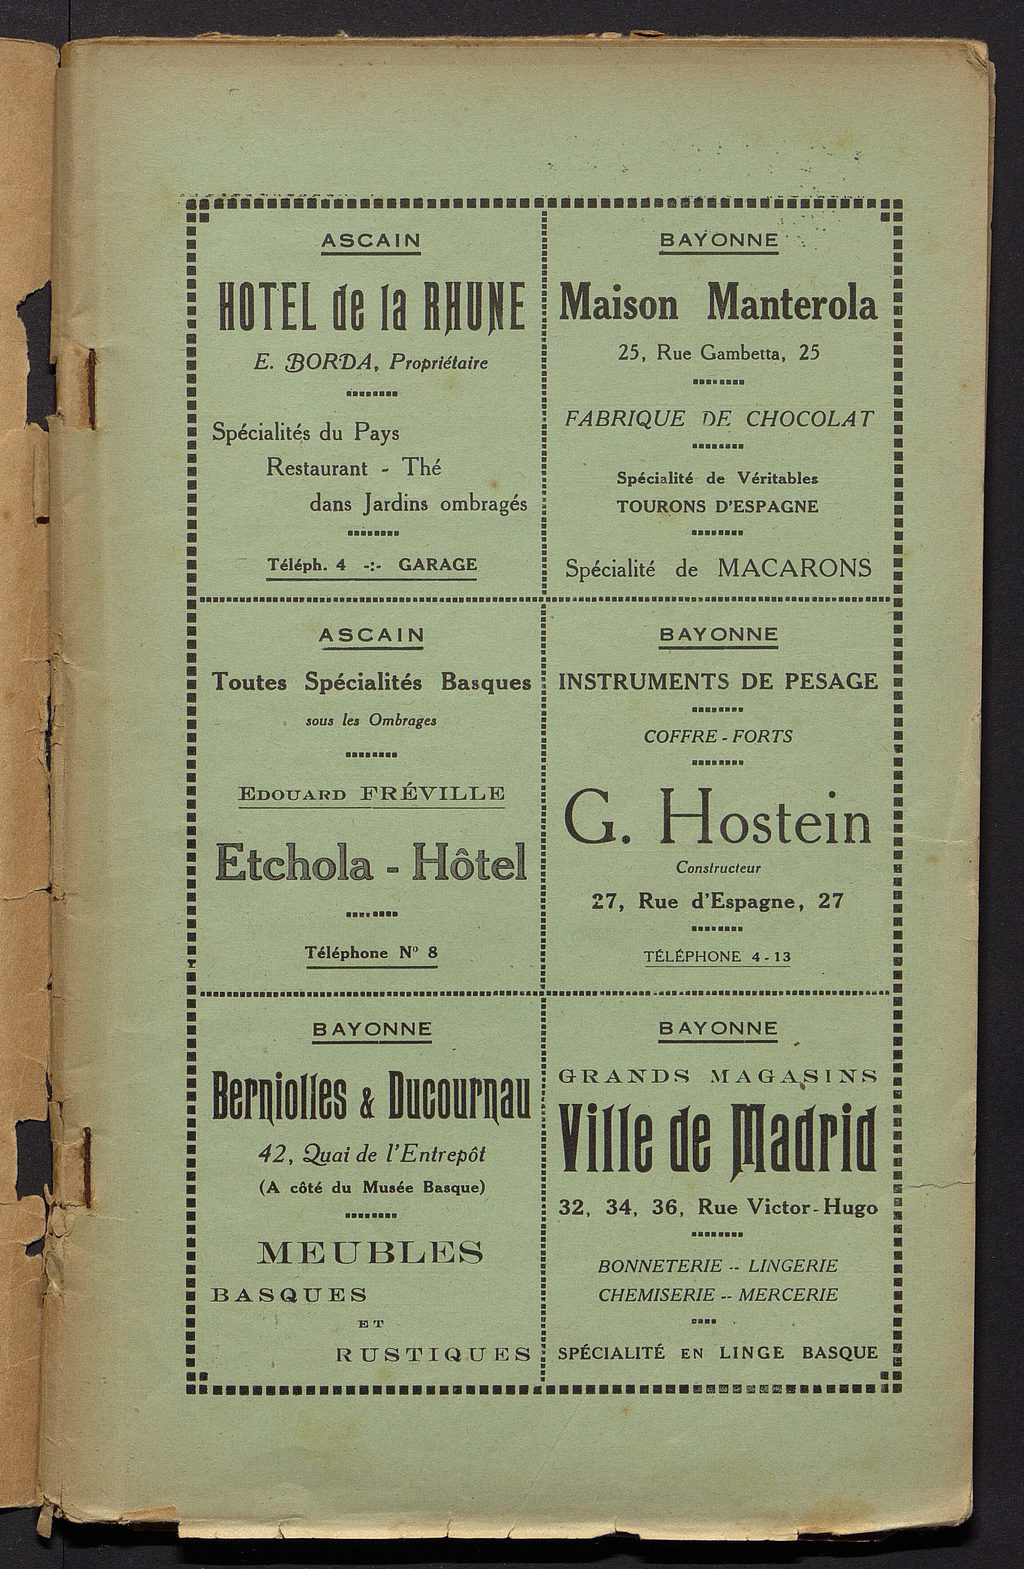 ASCAIN
HOTEL de la RHUNE
E. BORDA, Propriétaire
Spécialités du Pays
Restaurant - Thé
dans Jardins ombragés
Téléph. 4 -:- GARAGE
BAYONNE
Maison Manterola
25, Rue Gambetta, 25
FABRIQUE DE CHOCOLAT
Spécialité de Véritables
TOURONS D'ESPAGNE
Spécialité de MACARONS
ASCAIN
Toutes Spécialités Basques
sous les Ombrages
EDOUARD FRÉVILLE
Etchola - Hôtel
Téléphone N° 8
BAYONNE
INSTRUMENTS DE PESAGE
COFFRE - FORTS
G. Hostein
Constructeur
27, Rue d'Espagne, 27
TÉLÉPHONE 4 - 13
BAYONNE
Berniolles & Ducournau
42, Quai de l'Entrepôt
(A côté du Musée Basque)
MEUBLES
BASQUES
ET
RUSTIQUES
BAYONNE
GRANDS MAGASINS
Ville de Madrid
32, 34, 36, Rue Victor-Hugo
BONNETERIE -- LINGERIE
CHEMISERIE -- MERCERIE
SPÉCIALITÉ EN LINGE BASQUE